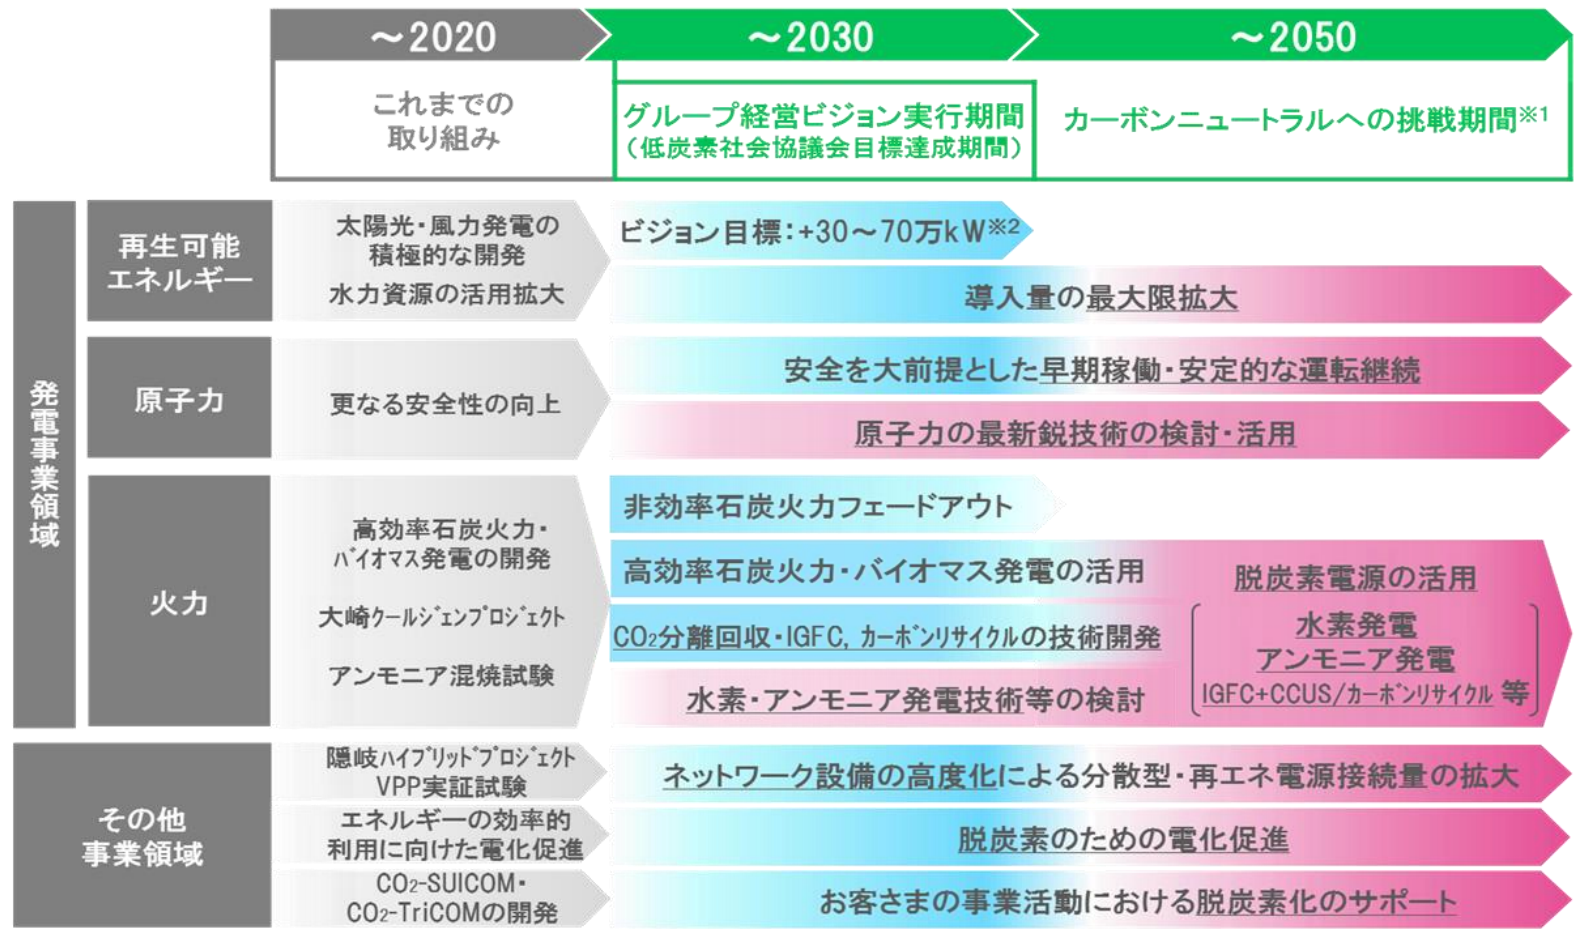 ～2020
～2030
～2050
これまでの
取り組み
グループ経営ビジョン実行期間
（低炭素社会協議会目標達成期間）
カーボンニュートラルへの挑戦期間※1
発電事業領域
再生可能
エネルギー
太陽光・風力発電の
積極的な開発
水力資源の活用拡大
ビジョン目標：+30～70万kW※2
導入量の最大限拡大
原子力
更なる安全性の向上
安全を大前提とした早期稼働・安定的な運転継続
原子力の最新鋭技術の検討・活用
火力
高効率石炭火力・
ﾊﾞｲｵﾏｽ発電の開発
大崎ｸｰﾙｼﾞｪﾝﾌﾟﾛｼﾞｪｸﾄ
アンモニア混焼試験
非効率石炭火力フェードアウト
高効率石炭火力・バイオマス発電の活用
CO2分離回収・IGFC, ｶｰﾎﾞﾝﾘｻｲｸﾙの技術開発
水素・アンモニア発電技術等の検討
脱炭素電源の活用
水素発電
アンモニア発電
IGFC+CCUS/ｶｰﾎﾞﾝﾘｻｲｸﾙ 等
その他
事業領域
隠岐ﾊｲﾌﾞﾘｯﾄﾞﾌﾟﾛｼﾞｪｸﾄ
VPP実証試験
ネットワーク設備の高度化による分散型・再エネ電源接続量の拡大
エネルギーの効率的
利用に向けた電化促進
脱炭素のための電化促進
CO2-SUICOM・
CO2-TriCOMの開発
お客さまの事業活動における脱炭素化のサポート